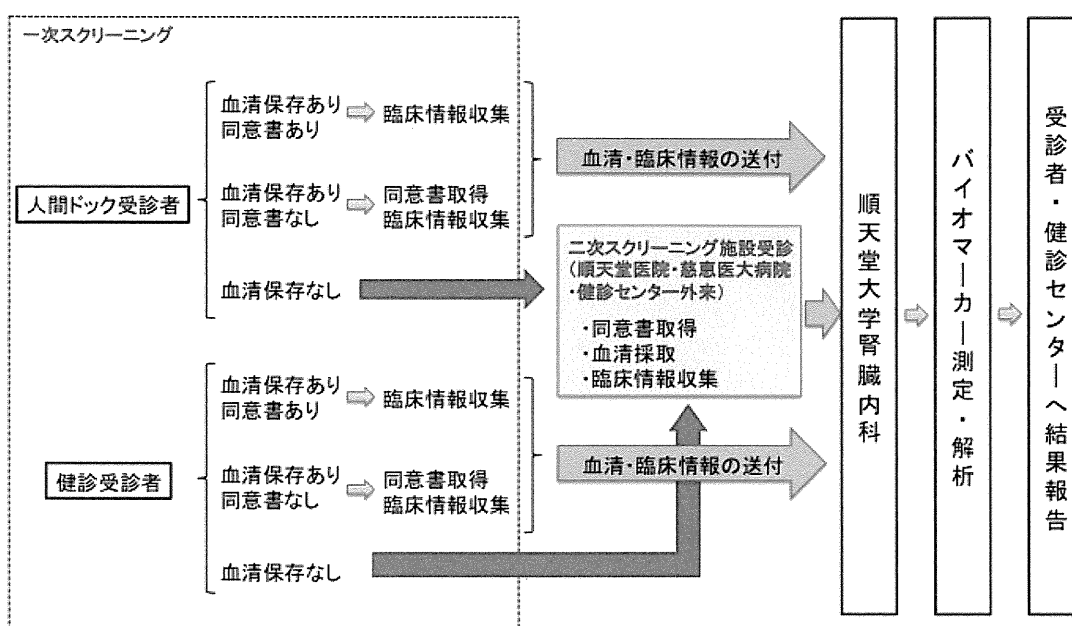 一次スクリーニング
人間ドック受診者
血清保存あり
同意書あり
臨床情報収集
血清保存あり
同意書なし
同意書取得
臨床情報収集
血清保存なし
健診受診者
血清保存あり
同意書あり
臨床情報収集
血清保存あり
同意書なし
同意書取得
臨床情報収集
血清保存なし
血清・臨床情報の送付
二次スクリーニング施設受診
(順天堂医院・慈恵医大病院
・健診センター外来)
・同意書取得
・血清採取
・臨床情報収集
血清・臨床情報の送付
順天堂大学腎臓内科
バイオマーカー測定・解析
受診者・健診センターへ結果報告